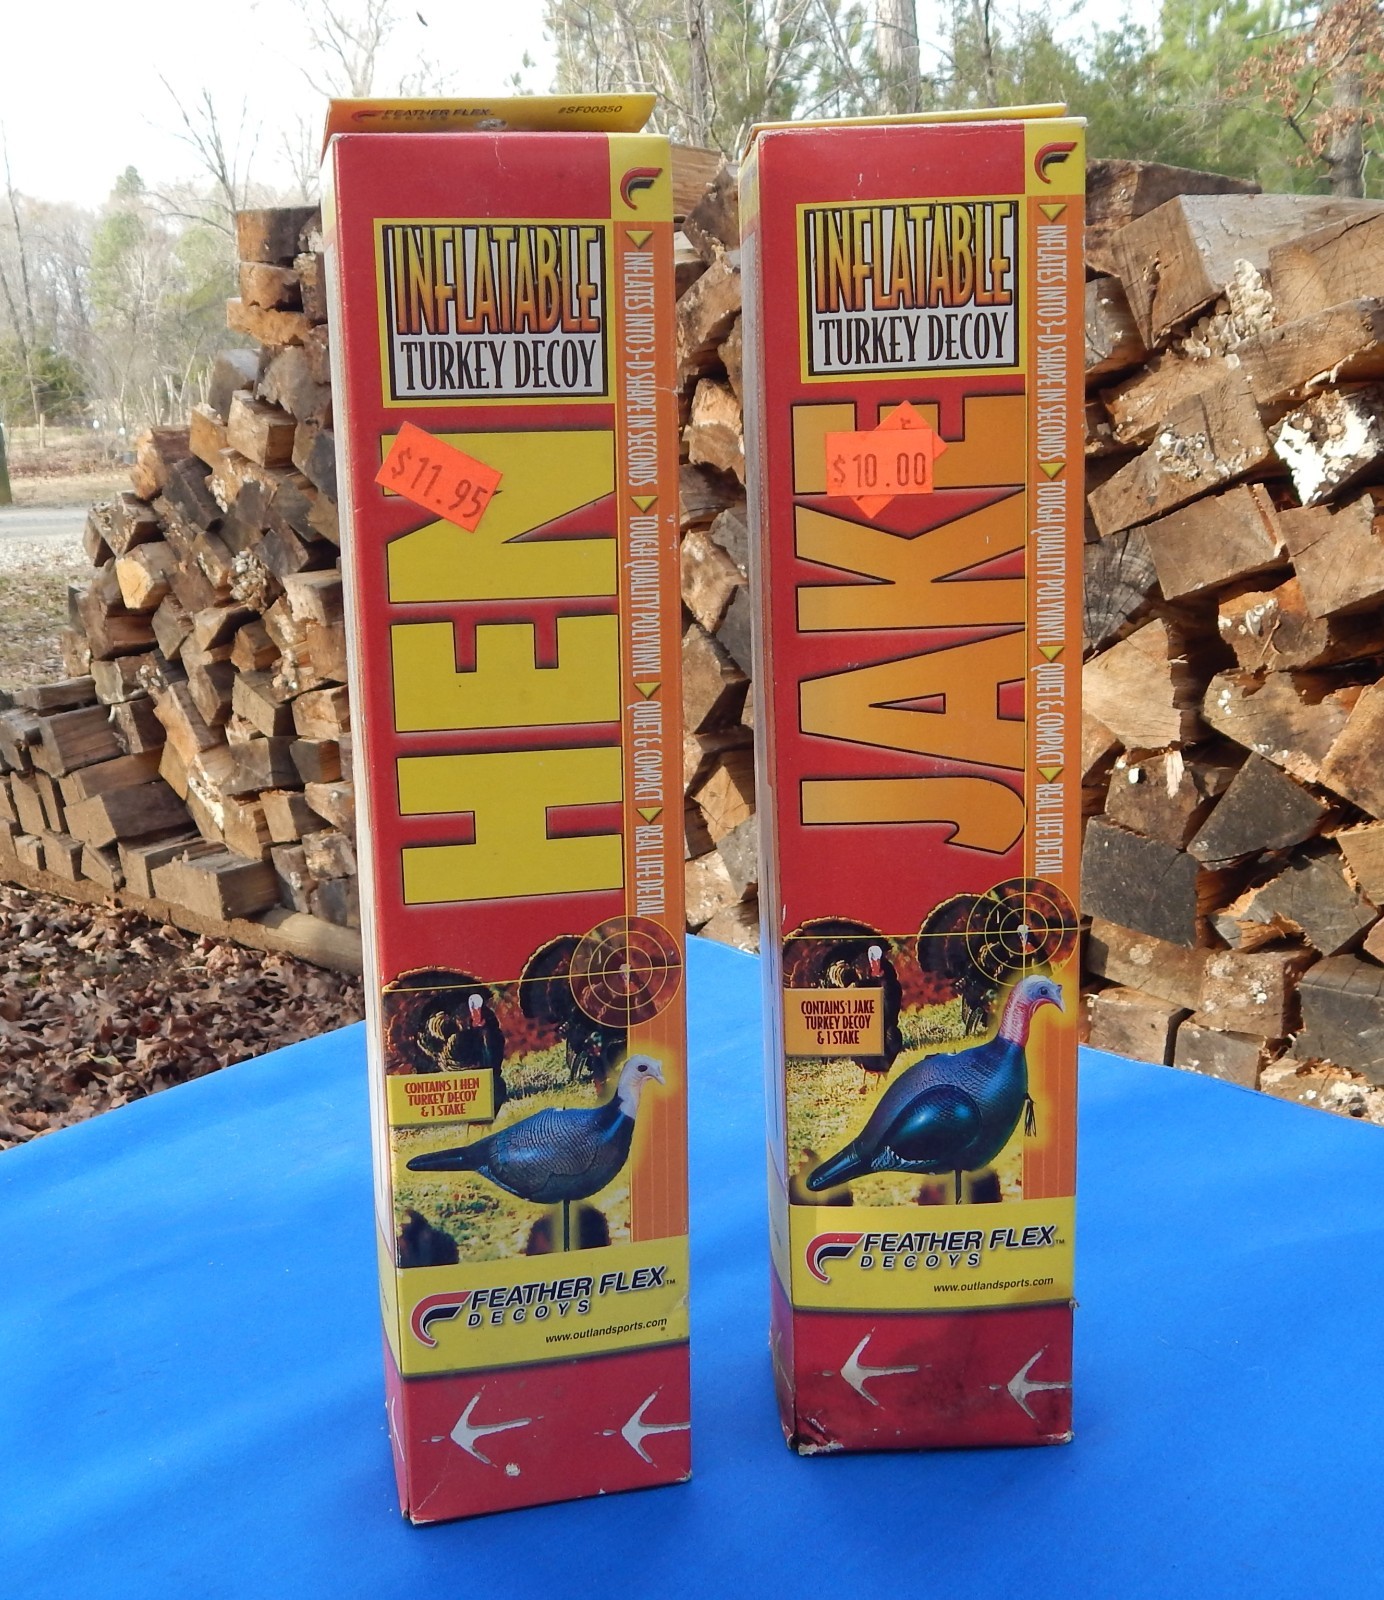 FEATHER FLEX
DECOYS
#SF00850
INFLATABLE
TURKEY DECOY
$11.95
HEN
INFLATES INTO 3-D SHAPE IN SECONDS TOUGH QUALITY POLYVINYL QUIET & COMPACT REAL LIFE DETAIL
CONTAINS 1 HEN
TURKEY DECOY
& 1 STAKE
FEATHER FLEX™
DECOYS
www.outlandsports.com
INFLATABLE
TURKEY DECOY
$10.00
JAKE
INFLATES INTO 3-D SHAPE IN SECONDS TOUGH QUALITY POLYVINYL QUIET & COMPACT REAL LIFE DETAIL
CONTAINS 1 JAKE
TURKEY DECOY
& 1 STAKE
FEATHER FLEX™
DECOYS
www.outlandsports.com